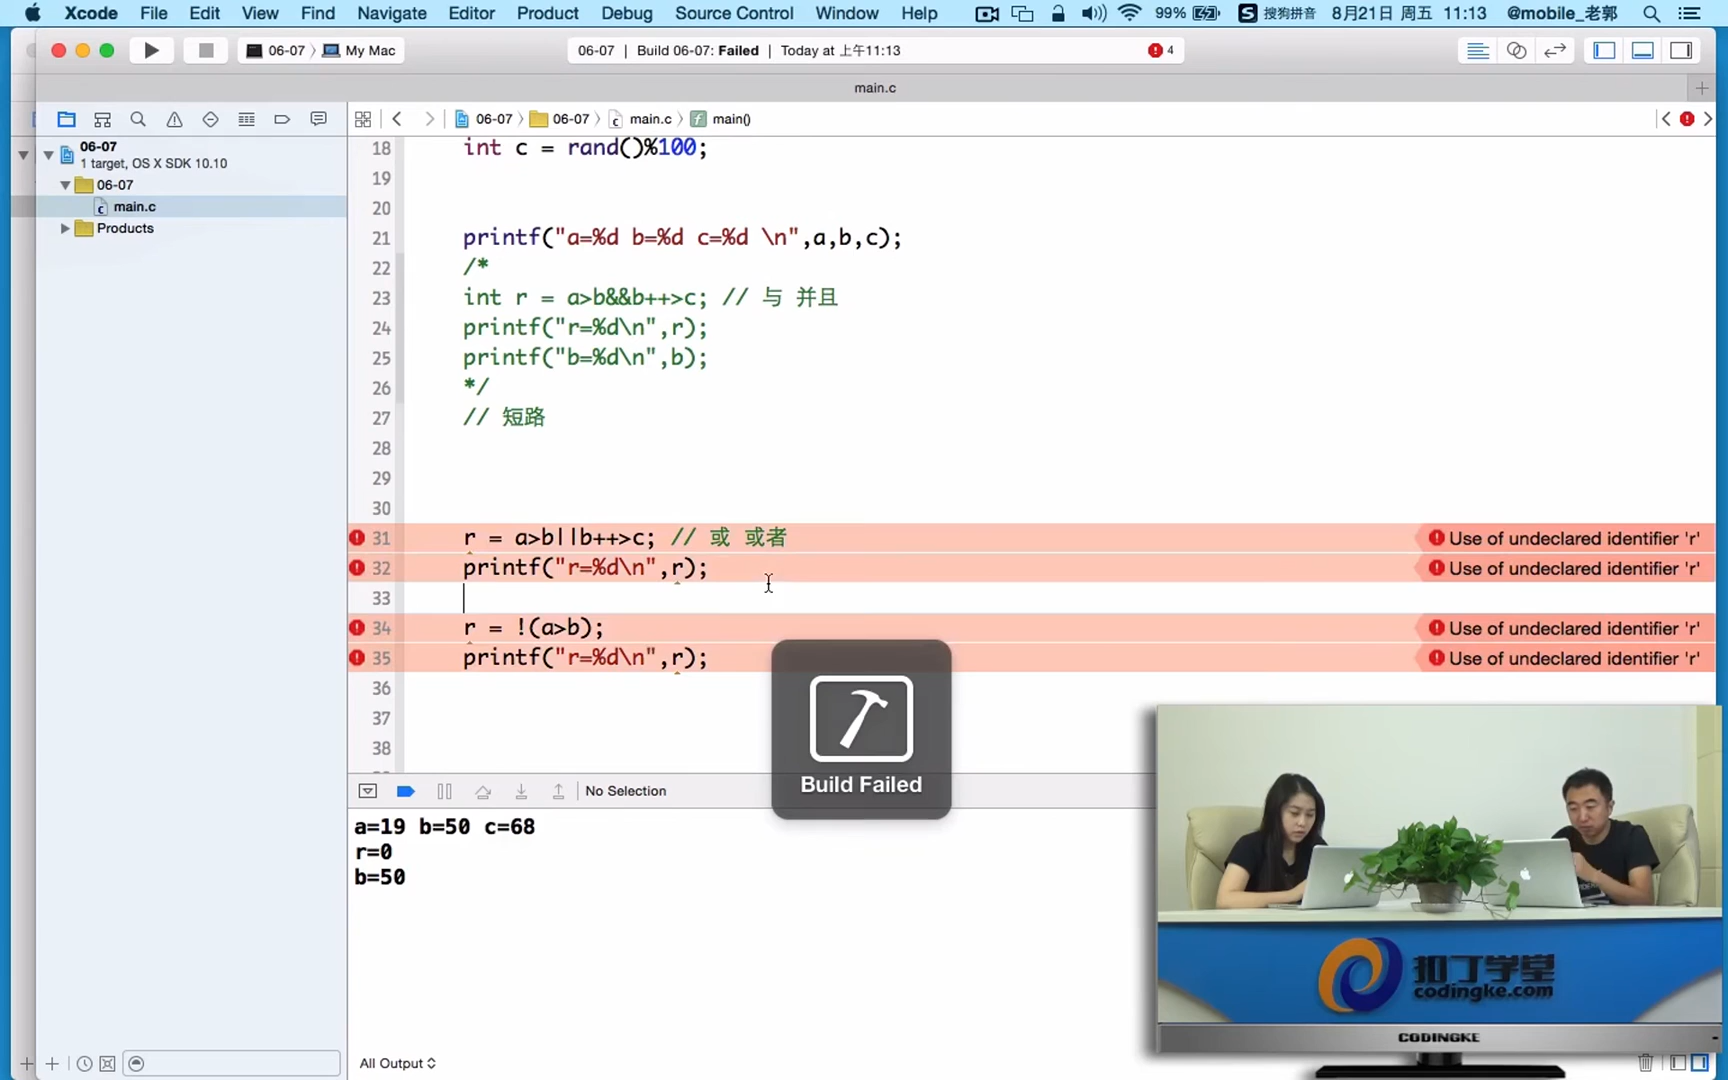 Xcode File Edit View Find Navigate Editor Product Debug Source Control Window Help 99% S 搜狗拼音 8月21日 周五 11:13 @mobile_老郭
06-07 〉 My Mac
06-07 | Build 06-07: Failed | Today at 上午11:13
4
main.c
06-07 〉 06-07 〉 main.c 〉 main()
06-07
1 target, OS X SDK 10.10
06-07
main.c
Products
18 int c = rand()%100;
19
20
21 printf("a=%d b=%d c=%d \n",a,b,c);
22 /*
23 int r = a>b&&b++>c; // 与 并且
24 printf("r=%d\n",r);
25 printf("b=%d\n",b);
26 */
27 // 短路
28
29
30
31 r = a>b||b++>c; // 或 或者 Use of undeclared identifier 'r'
32 printf("r=%d\n",r); Use of undeclared identifier 'r'
33
34 r = !(a>b); Use of undeclared identifier 'r'
35 printf("r=%d\n",r); Use of undeclared identifier 'r'
36
37
38
Build Failed
No Selection
a=19 b=50 c=68
r=0
b=50
All Output
扣丁学堂
codingke.com
CODINGKE